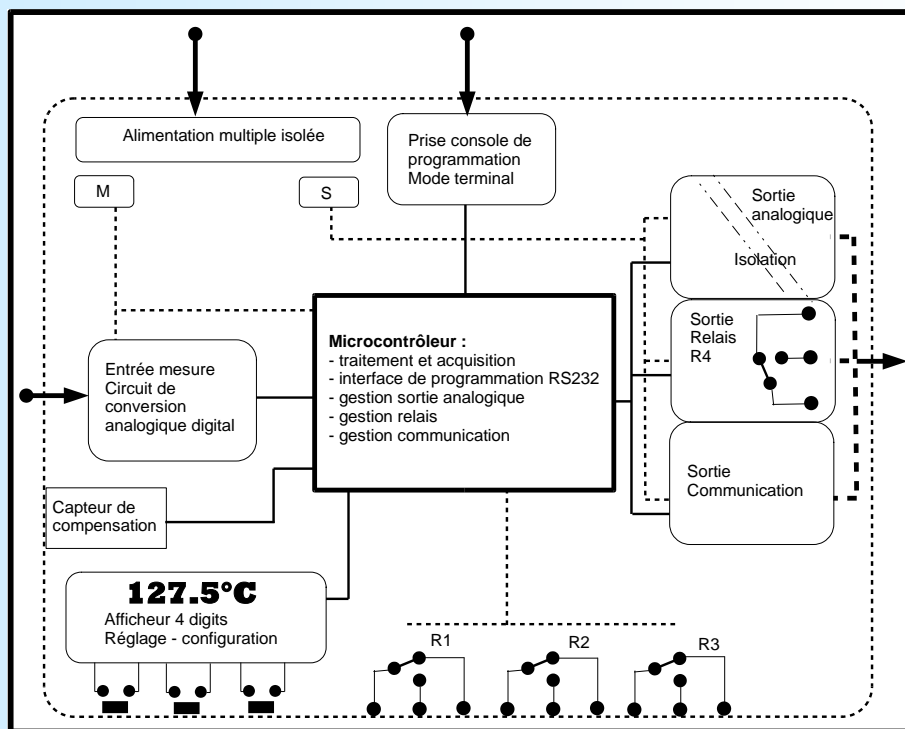 Alimentation multiple isolée
Prise console de
programmation
Mode terminal
M
S
Sortie
analogique
Isolation
Microcontrôleur :
- traitement et acquisition
- interface de programmation RS232
- gestion sortie analogique
- gestion relais
- gestion communication
Entrée mesure
Circuit de
conversion
analogique digital
Sortie
Relais
R4
Sortie
Communication
Capteur de
compensation
127.5°C
Afficheur 4 digits
Réglage - configuration
R1
R2
R3